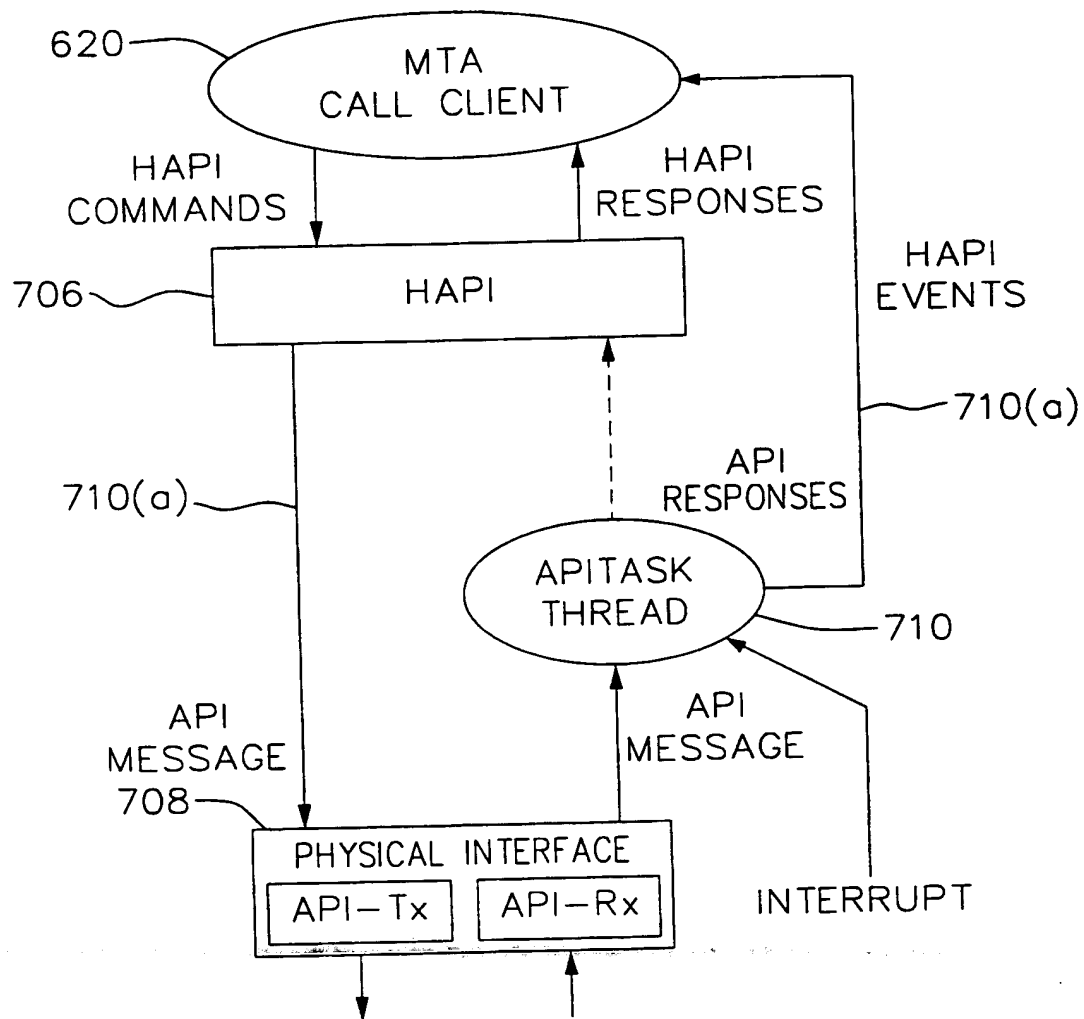 620
MTA
CALL CLIENT
HAPI
COMMANDS
HAPI
RESPONSES
706
HAPI
HAPI
EVENTS
710(a)
710(a)
API
RESPONSES
APITASK
THREAD
710
API
MESSAGE
API
MESSAGE
708
PHYSICAL INTERFACE
API-Tx
API-Rx
INTERRUPT